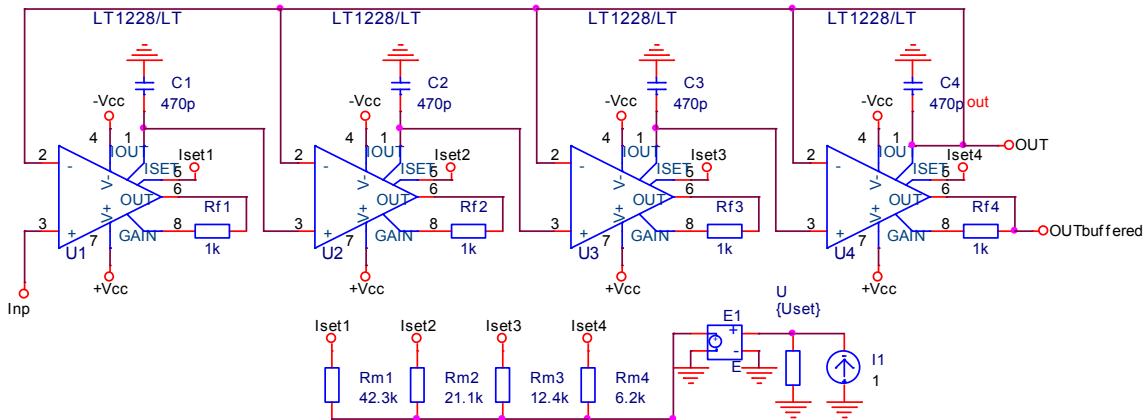 LT1228/LT LT1228/LT LT1228/LT LT1228/LT
C1 C2 C3 C4
470p 470p 470p 470p out
-Vcc -Vcc -Vcc -Vcc
4 1 4 1 4 1 4 1
IOUT IOUT IOUT IOUT OUT
Iset1 Iset2 Iset3 Iset4
2 - V- ISET 5 2 - V- ISET 5 2 - V- ISET 5 2 - V- ISET 5
OUT 6 Rf1 OUT 6 Rf2 OUT 6 Rf3 OUT 6 Rf4
3 + V+ GAIN 8 3 + V+ GAIN 8 3 + V+ GAIN 8 3 + V+ GAIN 8 OUTbuffered
U1 7 1k U2 7 1k U3 7 1k U4 7 1k
+Vcc +Vcc +Vcc +Vcc
Inp
U
{Uset}
Iset1 Iset2 Iset3 Iset4 E1
+
-
E
I1
1
Rm1 Rm2 Rm3 Rm4
42.3k 21.1k 12.4k 6.2k